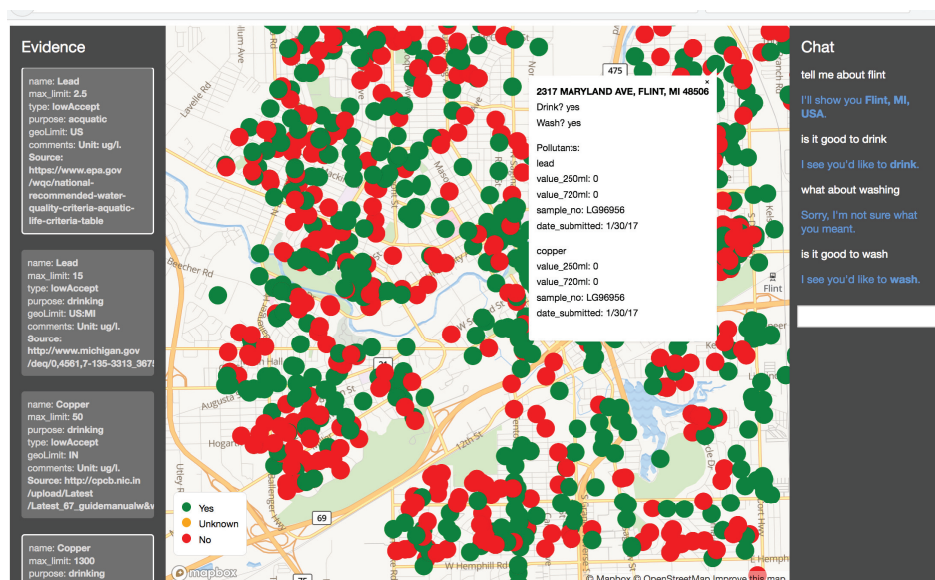 Evidence
name: Lead
max_limit: 2.5
type: lowAccept
purpose: acquatic
geoLimit: US
comments: Unit: ug/l.
Source:
https://www.epa.gov
/wqc/national-
recommended-water-
quality-criteria-aquatic-
life-criteria-table
name: Lead
max_limit: 15
type: lowAccept
purpose: drinking
geoLimit: US:MI
comments: Unit: ug/l.
Source:
http://www.michigan.gov
/deq/0,4561,7-135-3313_367
name: Copper
max_limit: 50
purpose: drinking
type: lowAccept
geoLimit: IN
comments: Unit: ug/l.
Source: http://cpcb.nic.in
/upload/Latest
/Latest_67_guidemanualw&w
name: Copper
max_limit: 1300
purpose: drinking
Lavelle Rd
475
Beecher Rd
Flint
Augusta
Hogart
12th St
Utley R
Ballenger Hwy
69
75
W Hemphill Rd
E Hemph
2317 MARYLAND AVE, FLINT, MI 48506
Drink? yes
Wash? yes
Pollutants:
lead
value_250ml: 0
value_720ml: 0
sample_no: LG96956
date_submitted: 1/30/17
copper
value_250ml: 0
value_720ml: 0
sample_no: LG96956
date_submitted: 1/30/17
Yes
Unknown
No
mapbox
© Mapbox © OpenStreetMap Improve this map
Chat
tell me about flint
I'll show you Flint, MI,
USA.
is it good to drink
I see you'd like to drink.
what about washing
Sorry, I'm not sure what
you meant.
is it good to wash
I see you'd like to wash.